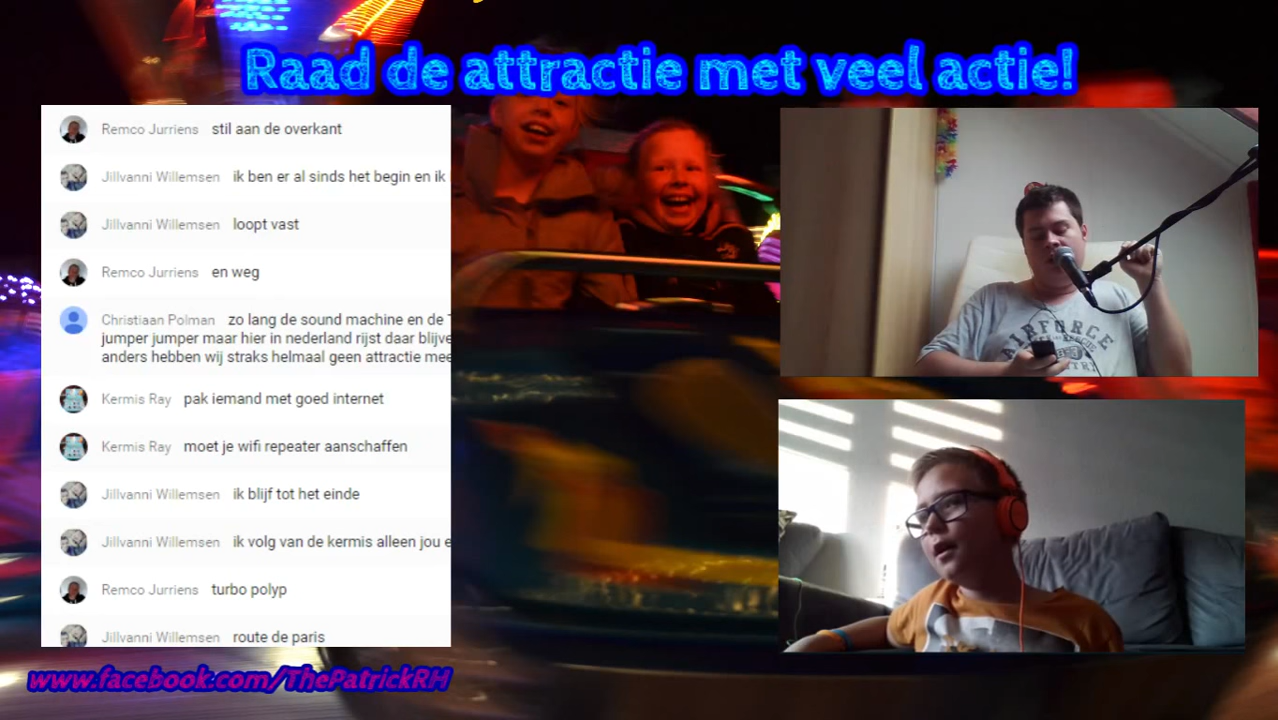 Raad de attractie met veel actie!
Remco Jurriens stil aan de overkant
Jillvanni Willemsen ik ben er al sinds het begin en ik
Jillvanni Willemsen loopt vast
Remco Jurriens en weg
Christiaan Polman zo lang de sound machine en de
jumper jumper maar hier in nederland rijst daar blijve
anders hebben wij straks helmaal geen attractie mee
Kermis Ray pak iemand met goed internet
Kermis Ray moet je wifi repeater aanschaffen
Jillvanni Willemsen ik blijf tot het einde
Jillvanni Willemsen ik volg van de kermis alleen jou e
Remco Jurriens turbo polyp
Jillvanni Willemsen route de paris
www.facebook.com/ThePatrickRH
AIRFORCE